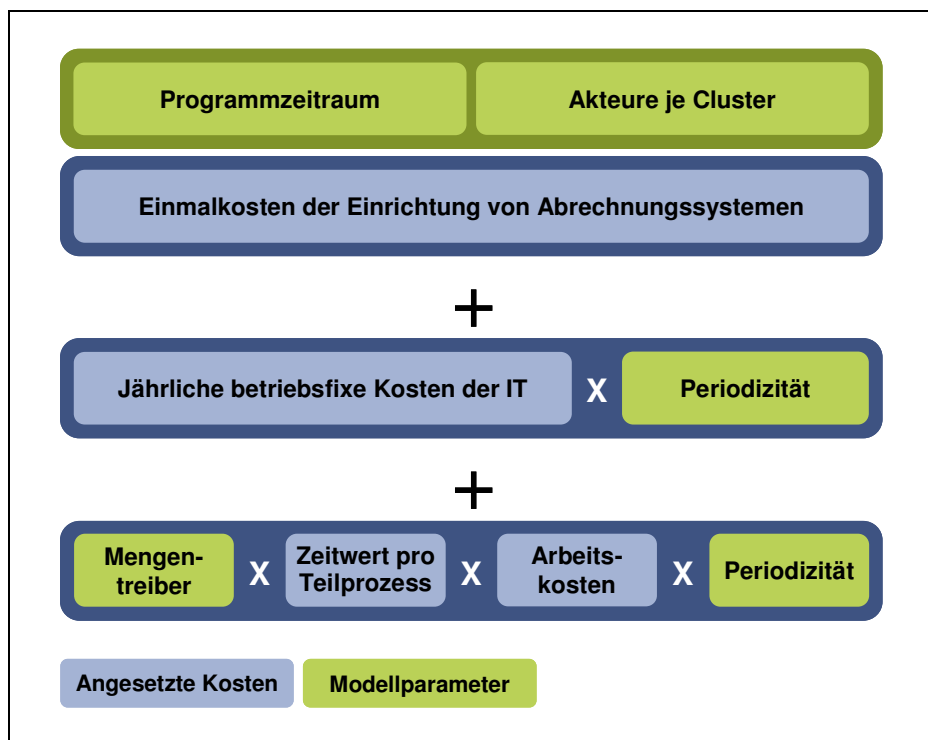 Programmzeitraum
Akteure je Cluster
Einmalkosten der Einrichtung von Abrechnungssystemen
+
Jährliche betriebsfixe Kosten der IT X Periodizität
+
Mengen-
treiber
X
Zeitwert pro
Teilprozess
X
Arbeits-
kosten
X
Periodizität
Angesetzte Kosten
Modellparameter